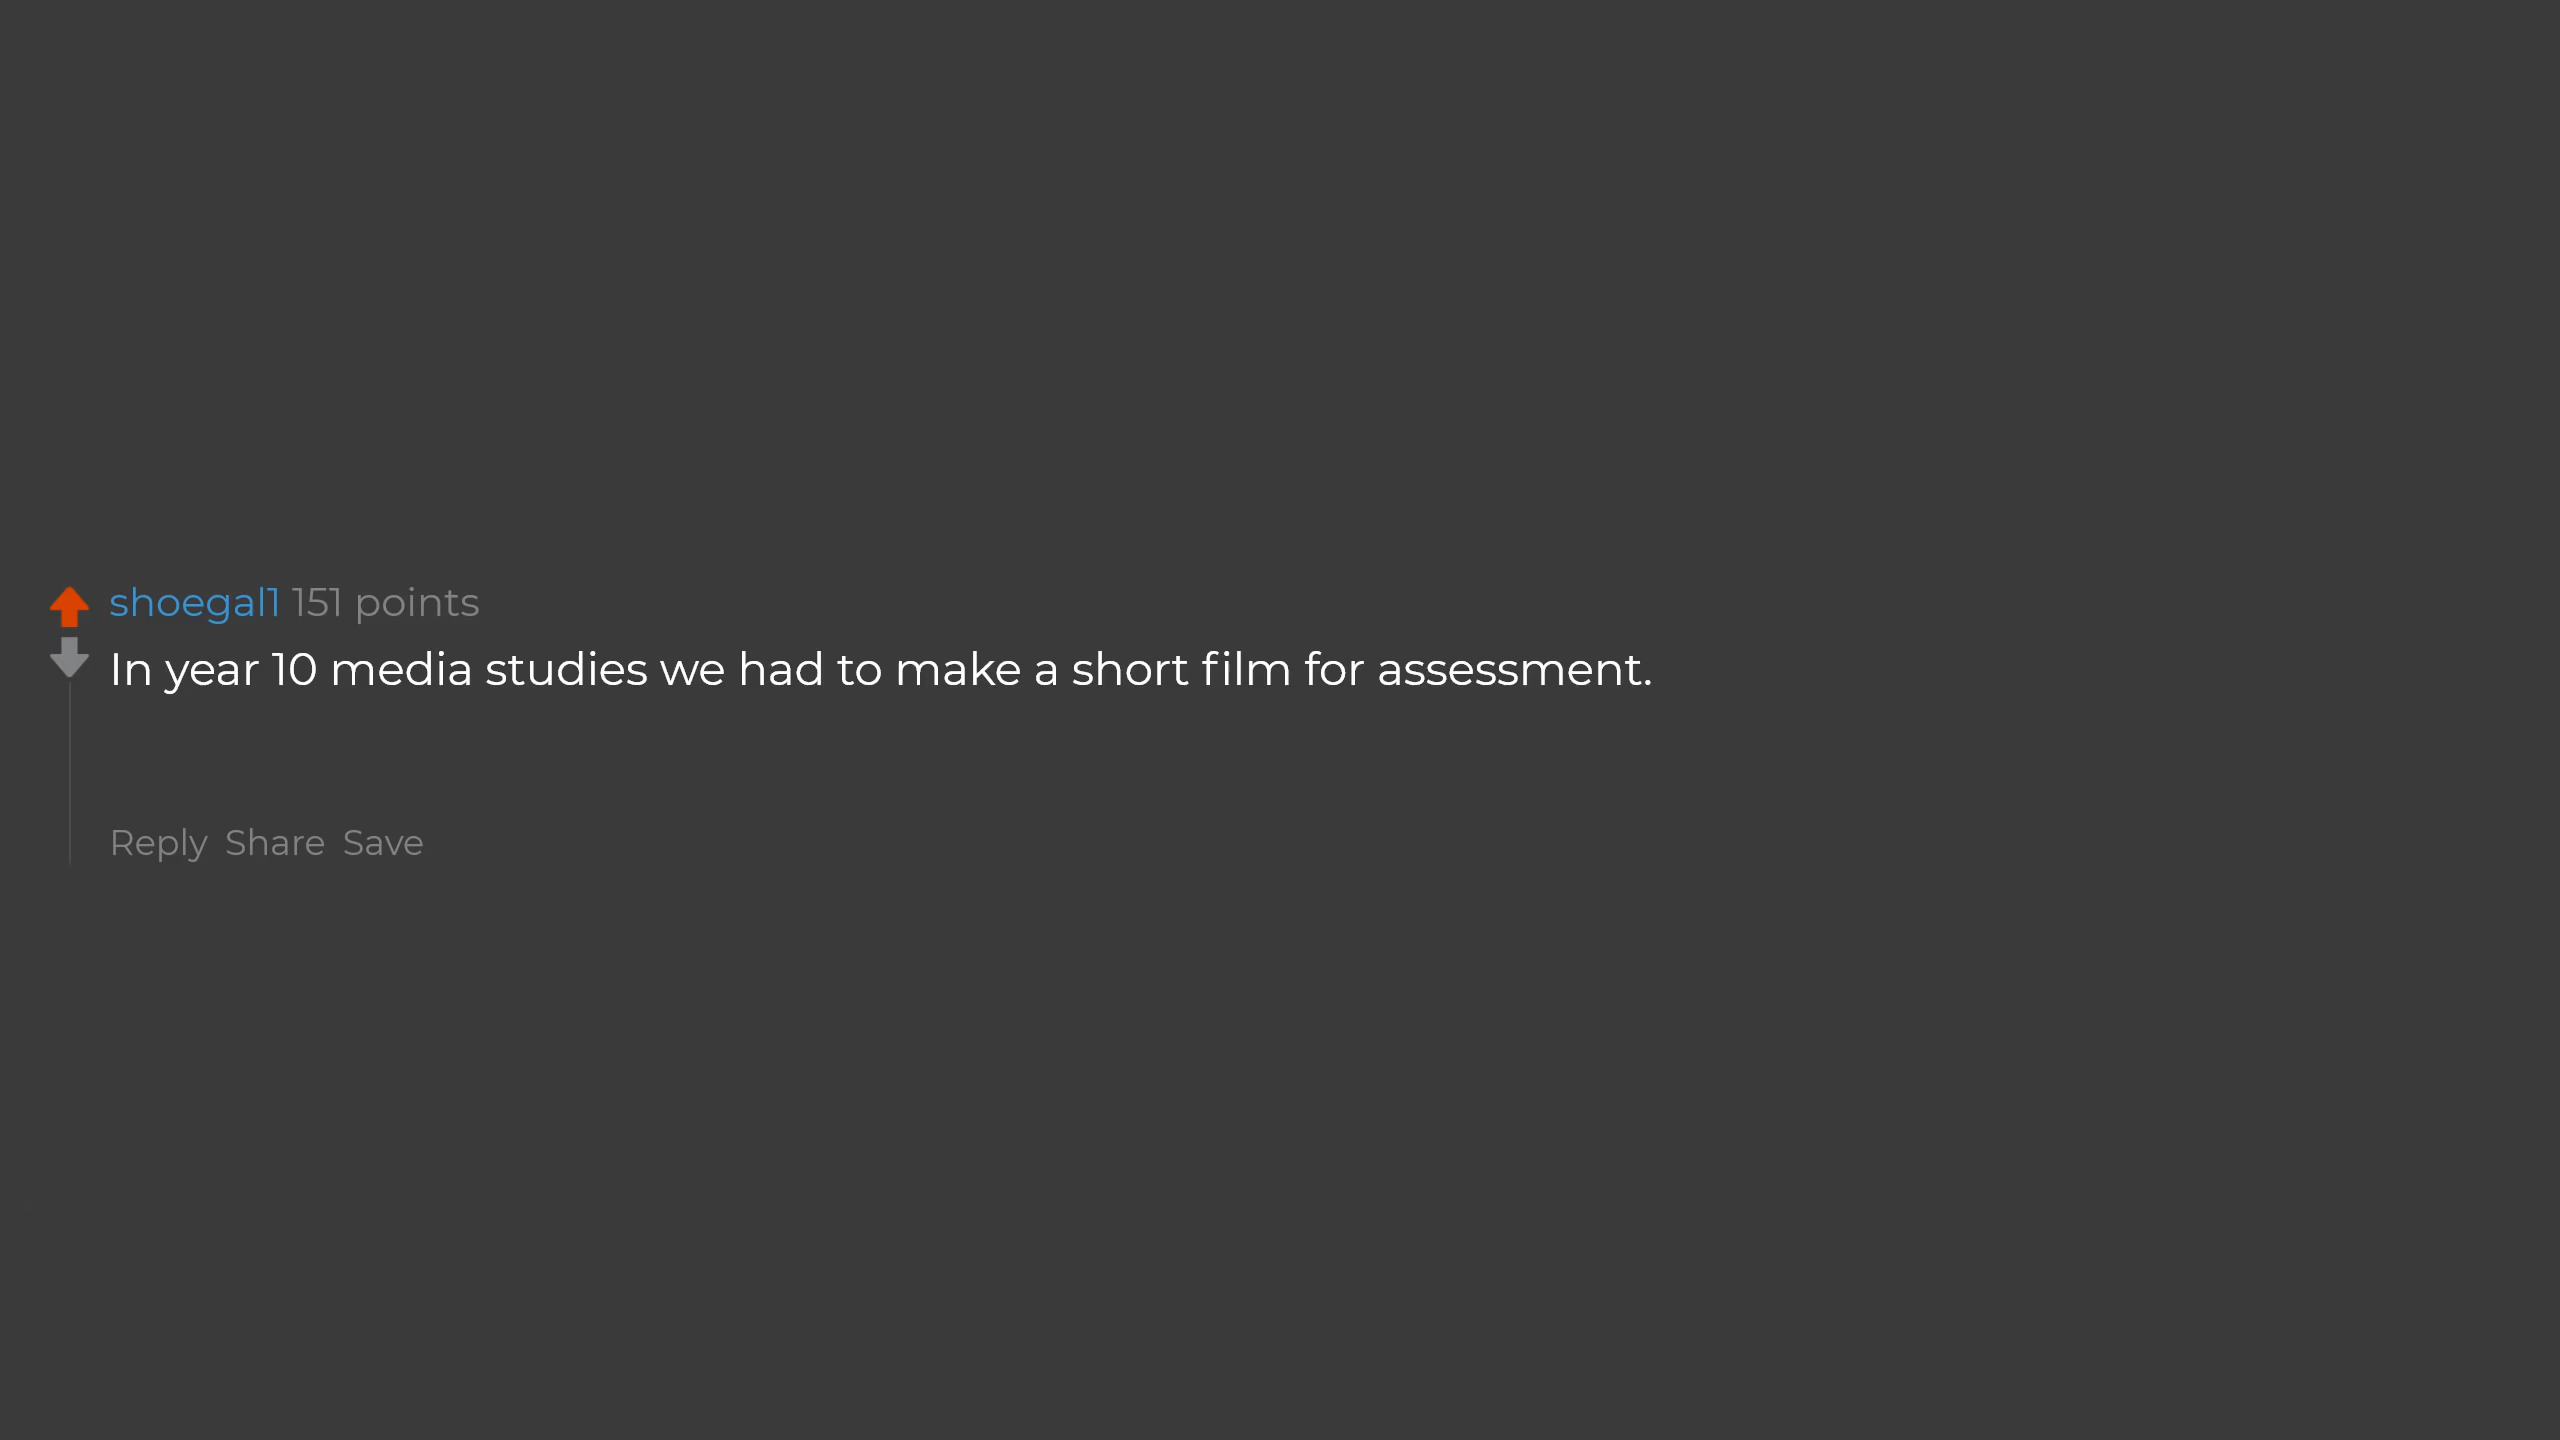 shoegal1 151 points
In year 10 media studies we had to make a short film for assessment.
Reply Share Save